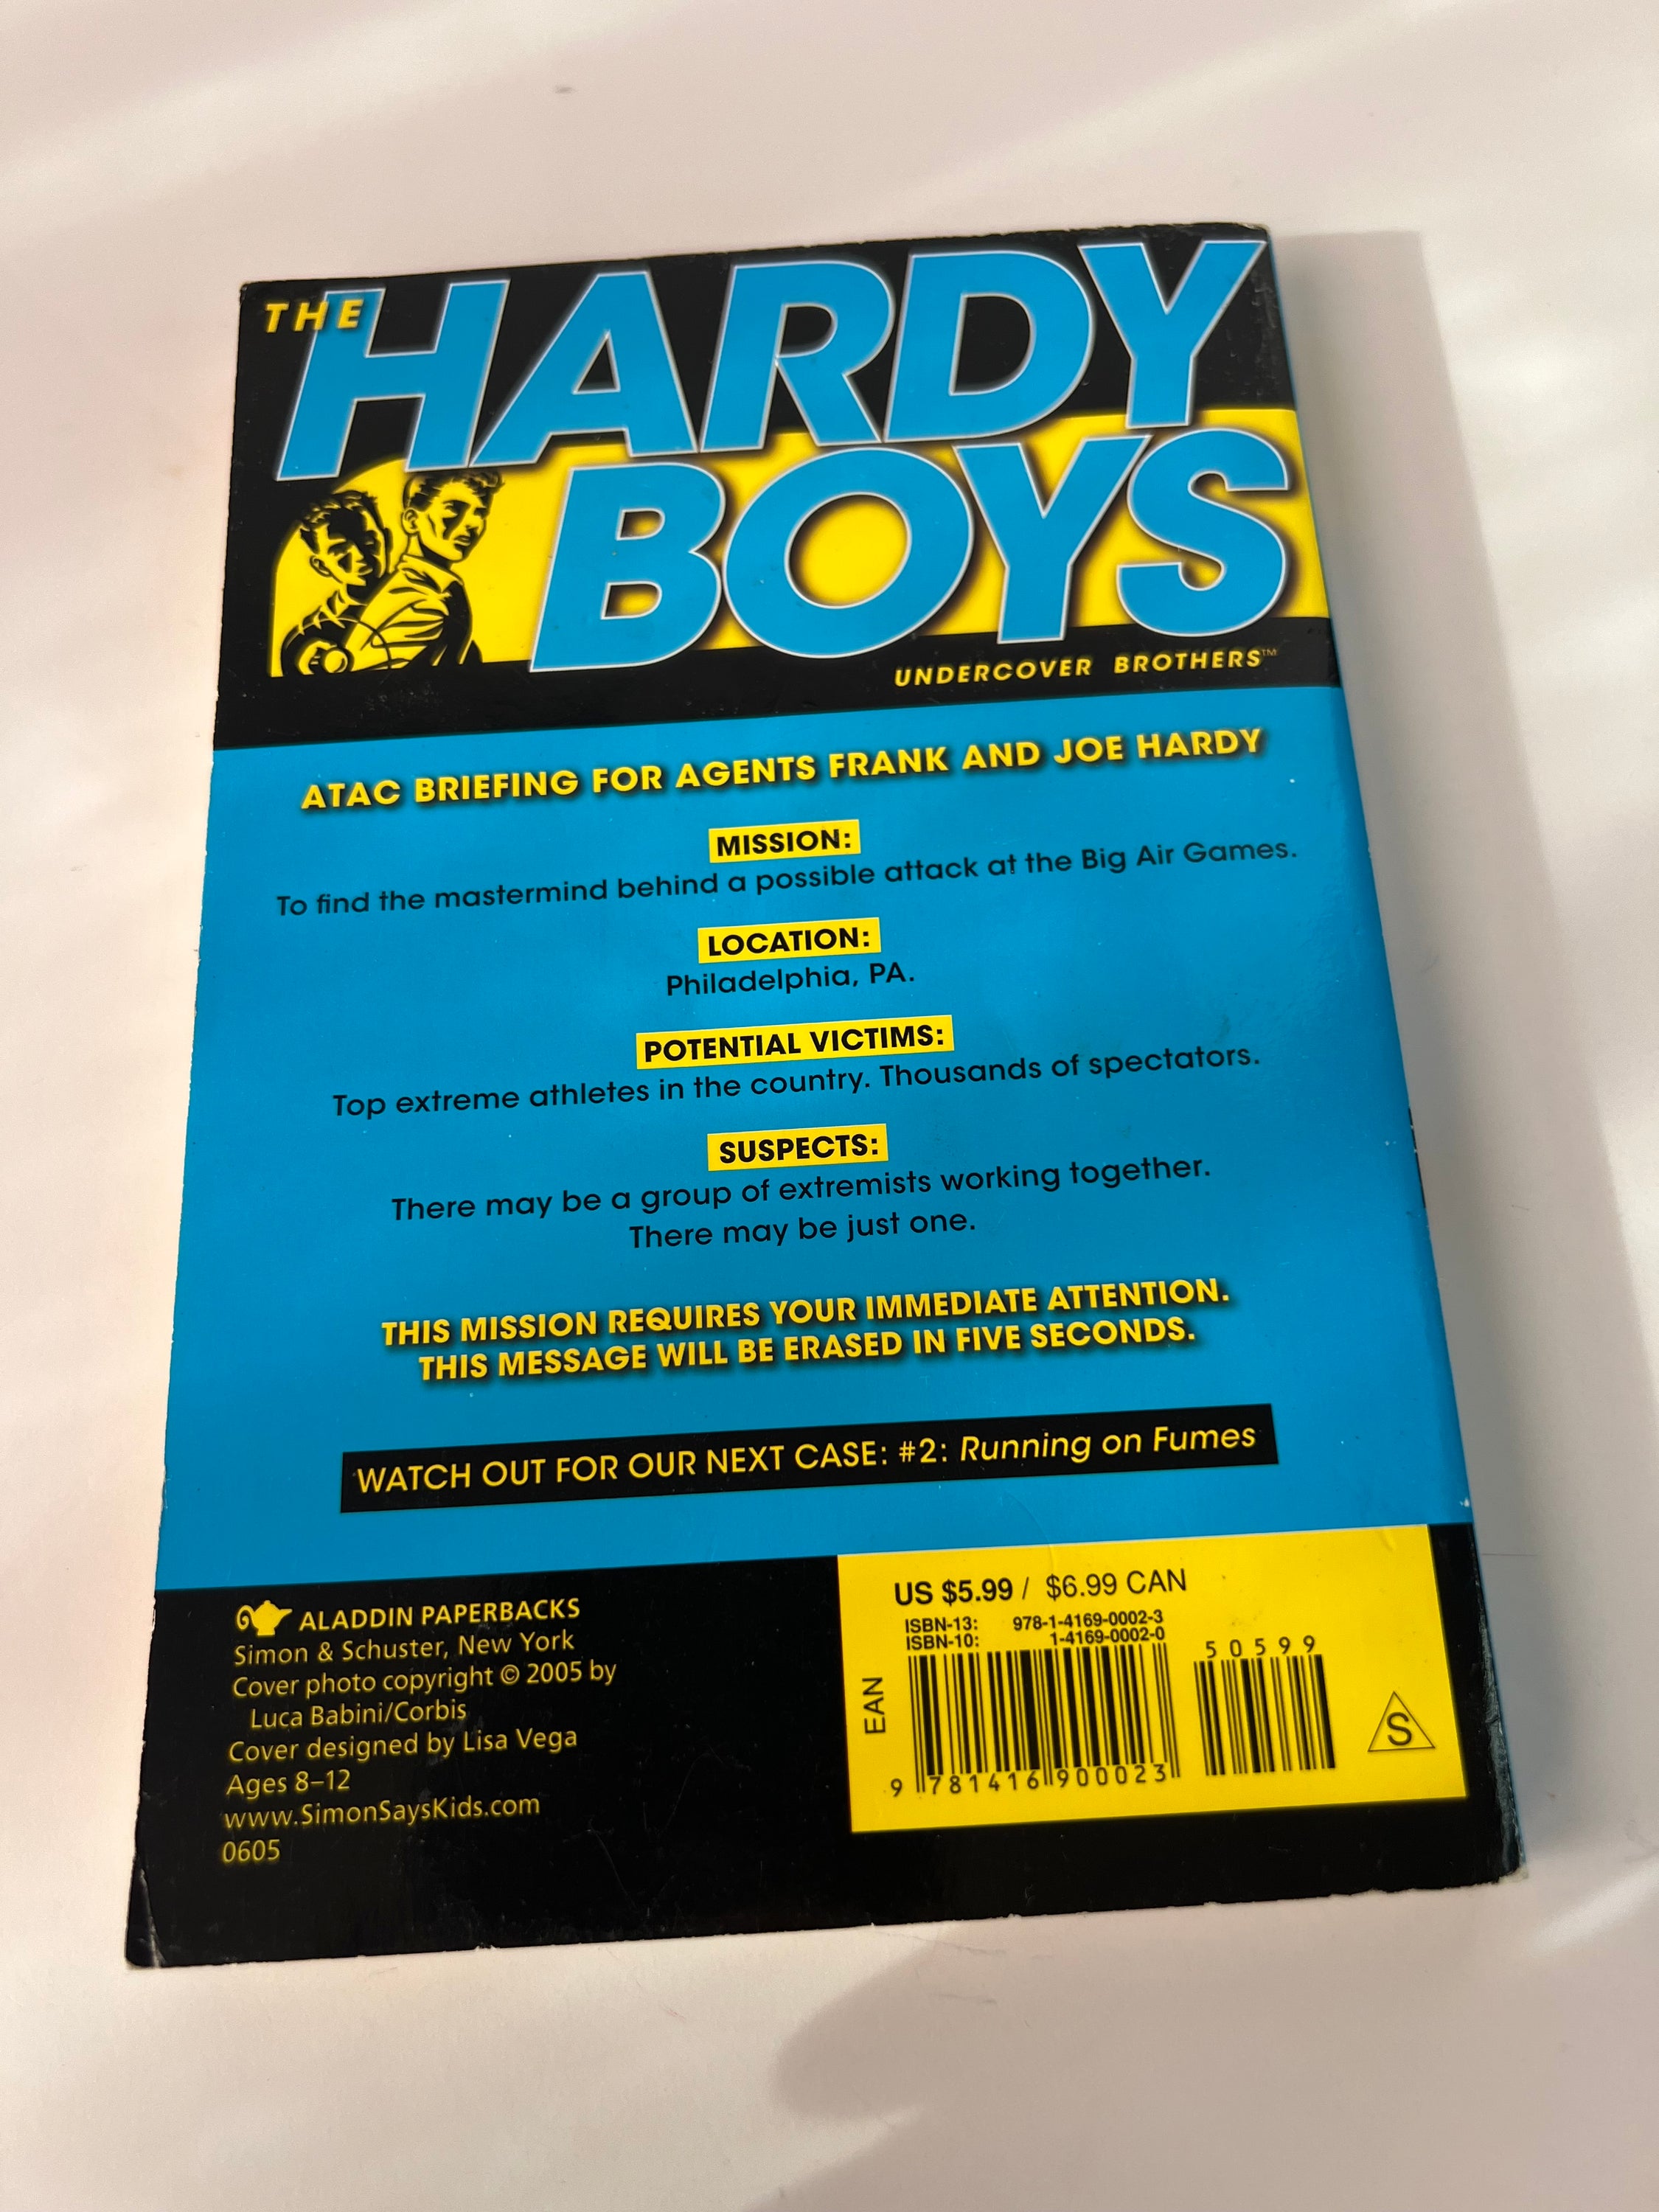 THE
HARDY
BOYS
UNDERCOVER BROTHERS™
ATAC BRIEFING FOR AGENTS FRANK AND JOE HARDY
MISSION:
To find the mastermind behind a possible attack at the Big Air Games.
LOCATION:
Philadelphia, PA.
POTENTIAL VICTIMS:
Top extreme athletes in the country. Thousands of spectators.
SUSPECTS:
There may be a group of extremists working together.
There may be just one.
THIS MISSION REQUIRES YOUR IMMEDIATE ATTENTION.
THIS MESSAGE WILL BE ERASED IN FIVE SECONDS.
WATCH OUT FOR OUR NEXT CASE: #2: Running on Fumes
ALADDIN PAPERBACKS
Simon & Schuster, New York
Cover photo copyright © 2005 by
Luca Babini/Corbis
Cover designed by Lisa Vega
Ages 8–12
www.SimonSaysKids.com
0605
US $5.99 / $6.99 CAN
ISBN-13: 978-1-4169-0002-3
ISBN-10: 1-4169-0002-0
50599
EAN
9 781416 900023
S